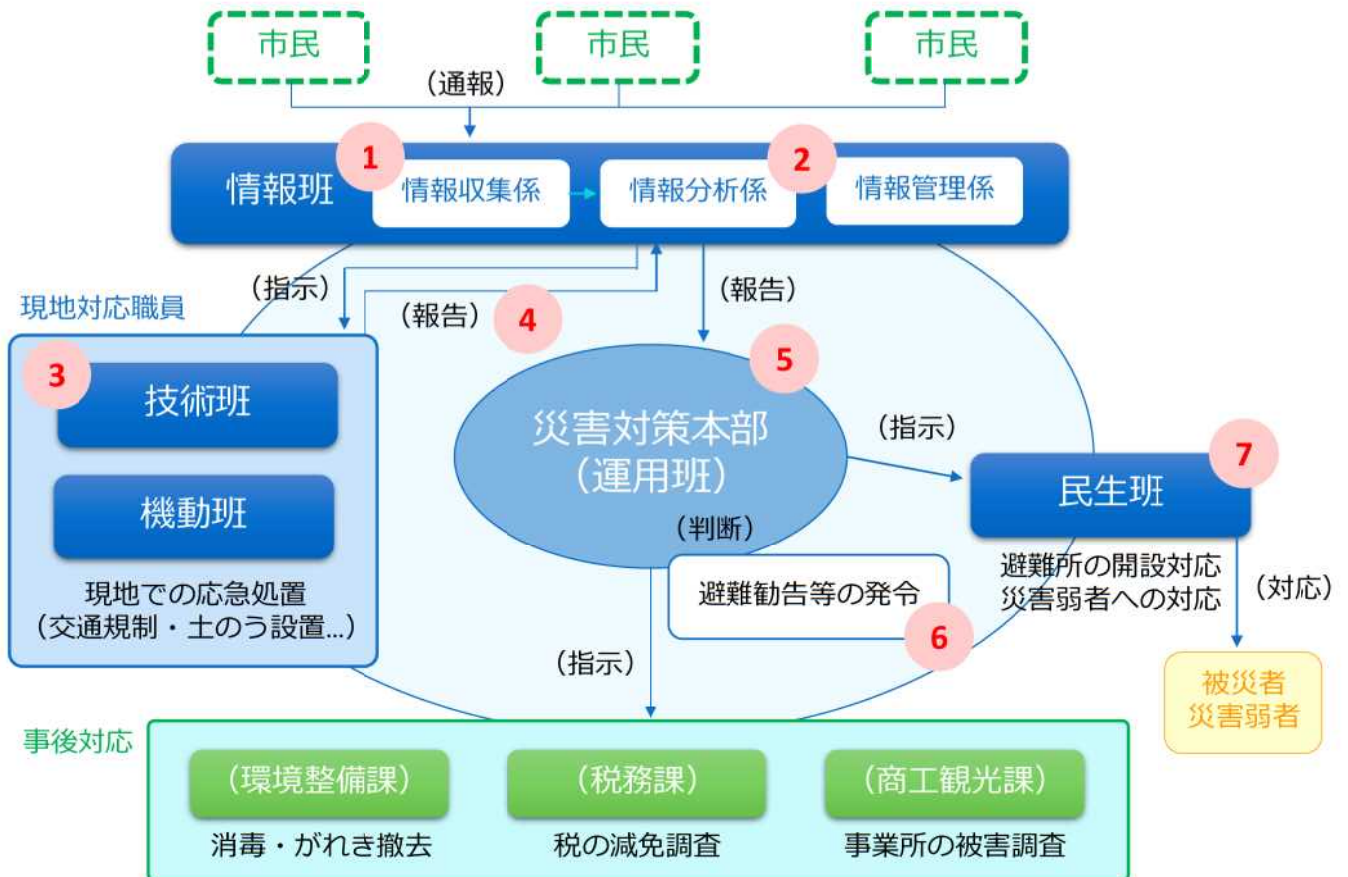 市民
市民
市民
（通報）
1
2
情報班
情報収集係
情報分析係
情報管理係
（指示）
（報告）
4
（報告）
現地対応職員
3
技術班
機動班
現地での応急処置
（交通規制・土のう設置...）
5
災害対策本部
（運用班）
（判断）
避難勧告等の発令
6
（指示）
7
民生班
避難所の開設対応
災害弱者への対応
（対応）
被災者
災害弱者
（指示）
事後対応
（環境整備課）
消毒・がれき撤去
（税務課）
税の減免調査
（商工観光課）
事業所の被害調査